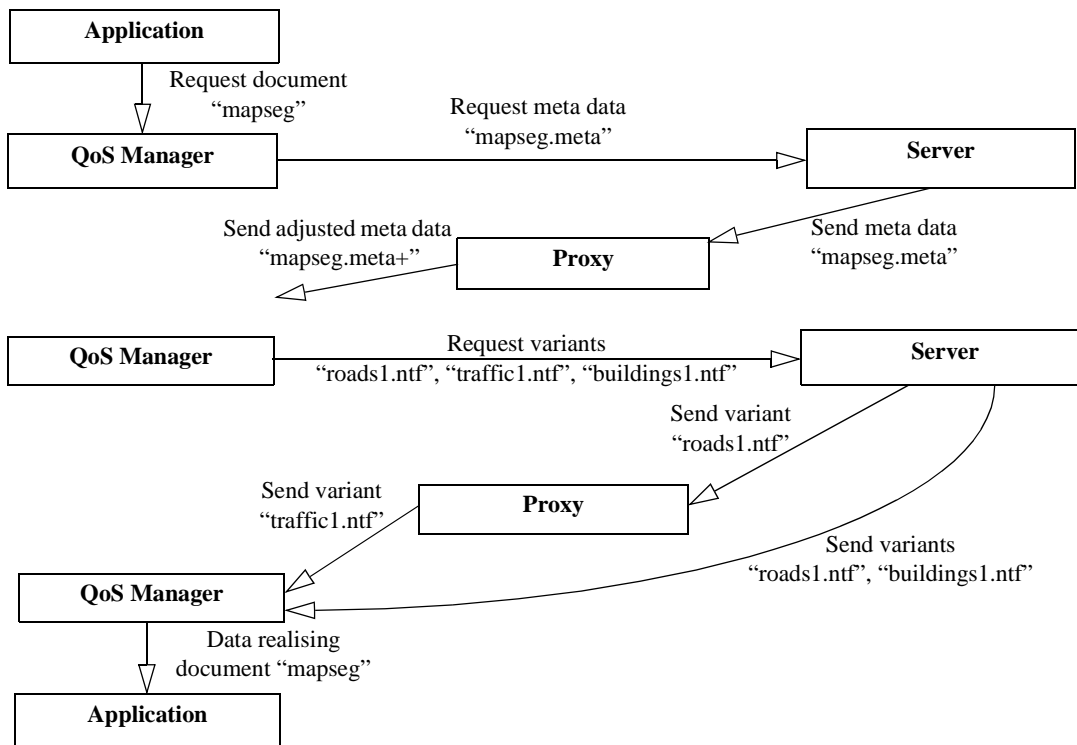 Application
Request document
“mapseg”
Request meta data
“mapseg.meta”
QoS Manager
Server
Send adjusted meta data
“mapseg.meta+”
Proxy
Send meta data
“mapseg.meta”
QoS Manager
Request variants
“roads1.ntf”, “traffic1.ntf”, “buildings1.ntf”
Server
Send variant
“roads1.ntf”
Send variant
“traffic1.ntf”
Proxy
Send variants
“roads1.ntf”, “buildings1.ntf”
QoS Manager
Data realising
document “mapseg”
Application